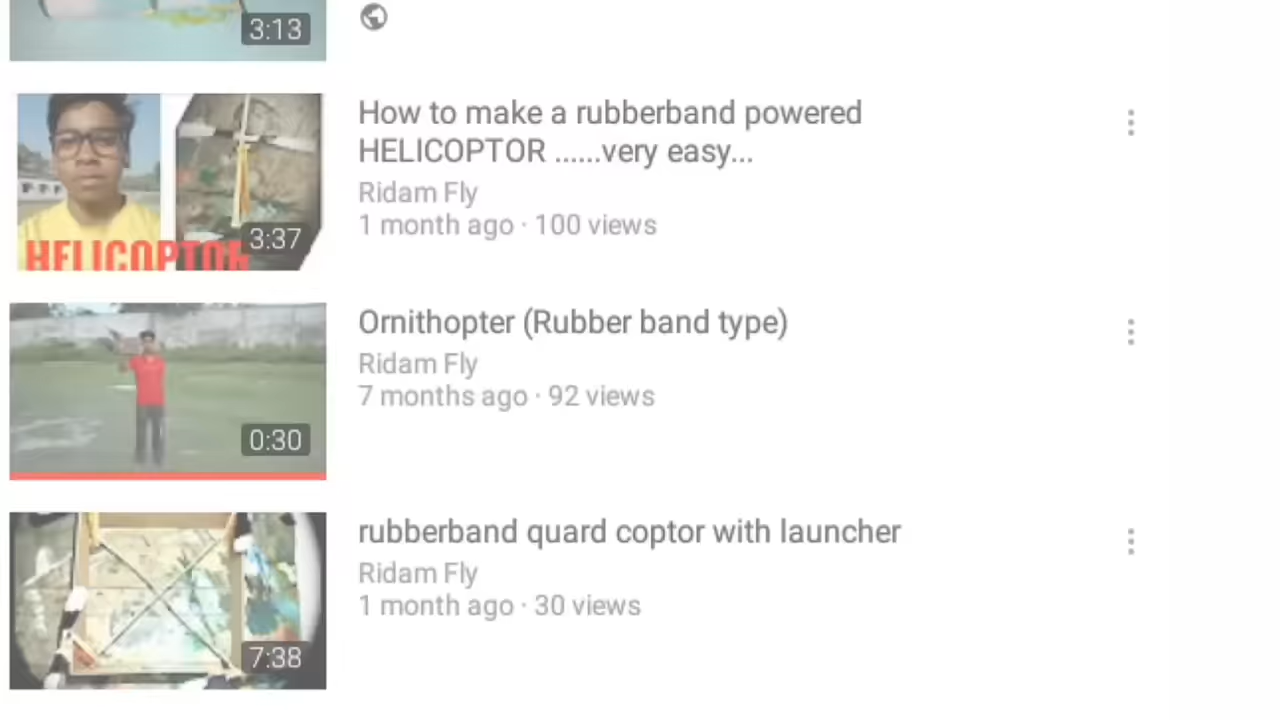 3:13
How to make a rubberband powered
HELICOPTOR ......very easy...
Ridam Fly
1 month ago · 100 views
HELICOPTOR
3:37
Ornithopter (Rubber band type)
Ridam Fly
7 months ago · 92 views
0:30
rubberband quard coptor with launcher
Ridam Fly
1 month ago · 30 views
7:38